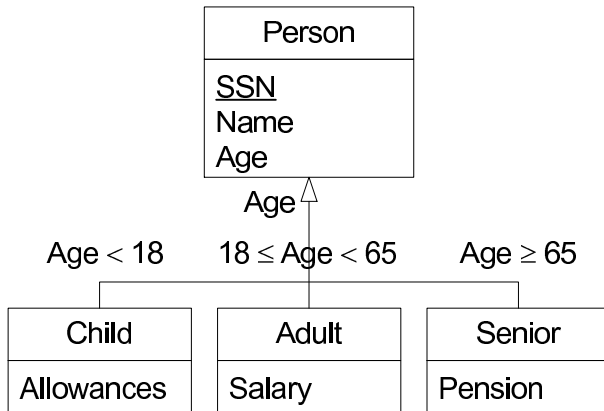 Person
SSN
Name
Age
Age
Age < 18
18 ≤ Age < 65
Age ≥ 65
Child
Adult
Senior
Allowances
Salary
Pension